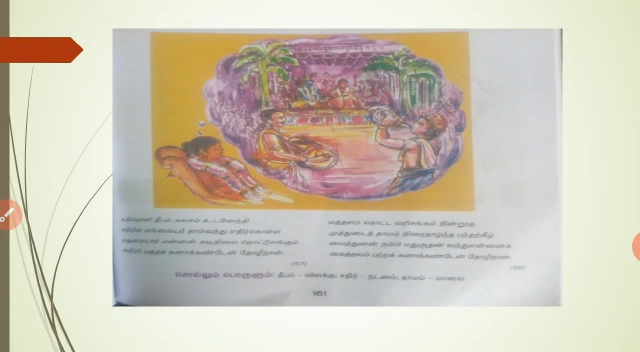 கதிரொளி தீபம் கலசம் உடனேந்தி
சதிரிள மங்கையர் தாம்வந்து எதிர்கொள்ள
மதுரையார் மன்னன் அடிநிலை தொட்டெங்கும்
அதிரப் புகுதக் கனாக்கண்டேன் தோழீநான்
மத்தளம் கொட்ட வரிசங்கம் நின்றூத
முத்துடைத் தாமம் நிரைதாழ்ந்த பந்தற்கீழ்
மைத்துனன் நம்பி மதுசூதன் வந்துஎன்னைக்
கைத்தலம் பற்றக் கனாக்கண்டேன் தோழீநான்
சொல்லும் பொருளும்: தீபம் – விளக்கு; சதிர் – நடனம்; தாமம் – மாலை
161